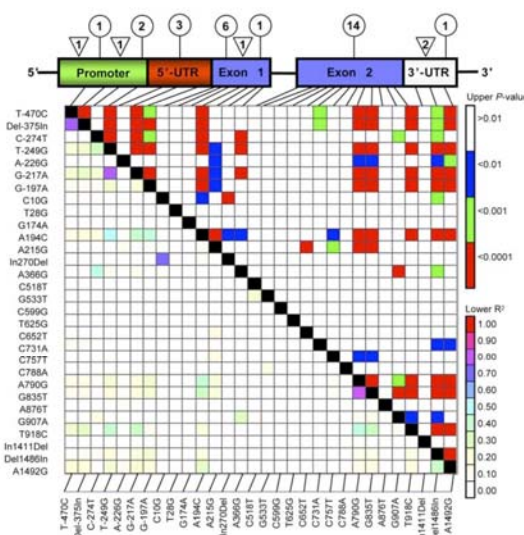 1 2 3 6 1 14 1
1 1 1 2
5' Promoter 5'-UTR Exon 1 Exon 2 3'-UTR 3'
T-470C
Del-375In
C-274T
T-249G
A-226G
G-217A
G-197A
C10G
T28G
G174A
A194C
A215G
In270Del
A366G
C518T
G533T
C599G
T625G
C652T
C731A
C757T
C788A
A790G
G835T
A876T
G907A
T918C
In1411Del
Del1486In
A1492G
Upper P-value
>0.01
<0.01
<0.001
<0.0001
Lower R²
1.00
0.90
0.80
0.70
0.60
0.50
0.40
0.30
0.20
0.10
0.00
T-470C Del-375In C-274T T-249G A-226G G-217A G-197A C10G T28G G174A A194C A215G In270Del A366G C518T G533T C599G T625G C652T C731A C757T C788A A790G G835T A876T G907A T918C In1411Del Del1486In A1492G